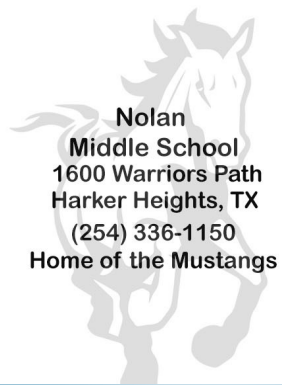 Nolan
Middle School
1600 Warriors Path
Harker Heights, TX
(254) 336-1150
Home of the Mustangs